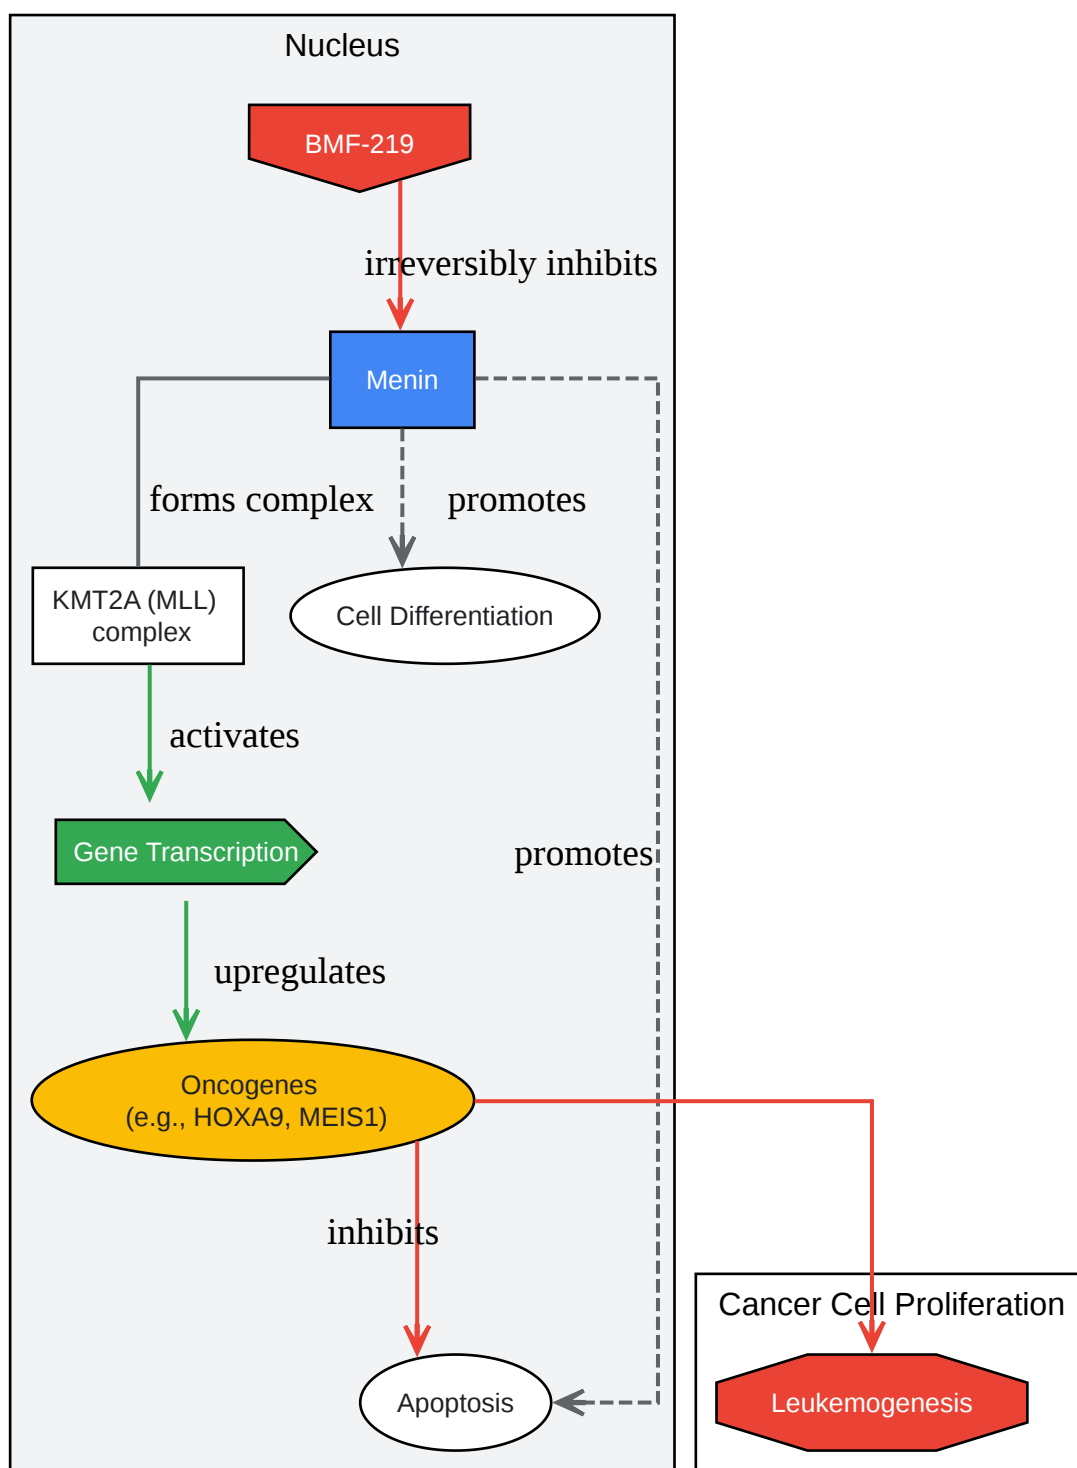 Nucleus
BMF-219
irreversibly inhibits
Menin
forms complex
promotes
KMT2A (MLL)
complex
Cell Differentiation
activates
Gene Transcription
promotes
upregulates
Oncogenes
(e.g., HOXA9, MEIS1)
inhibits
Cancer Cell Proliferation
Apoptosis
Leukemogenesis